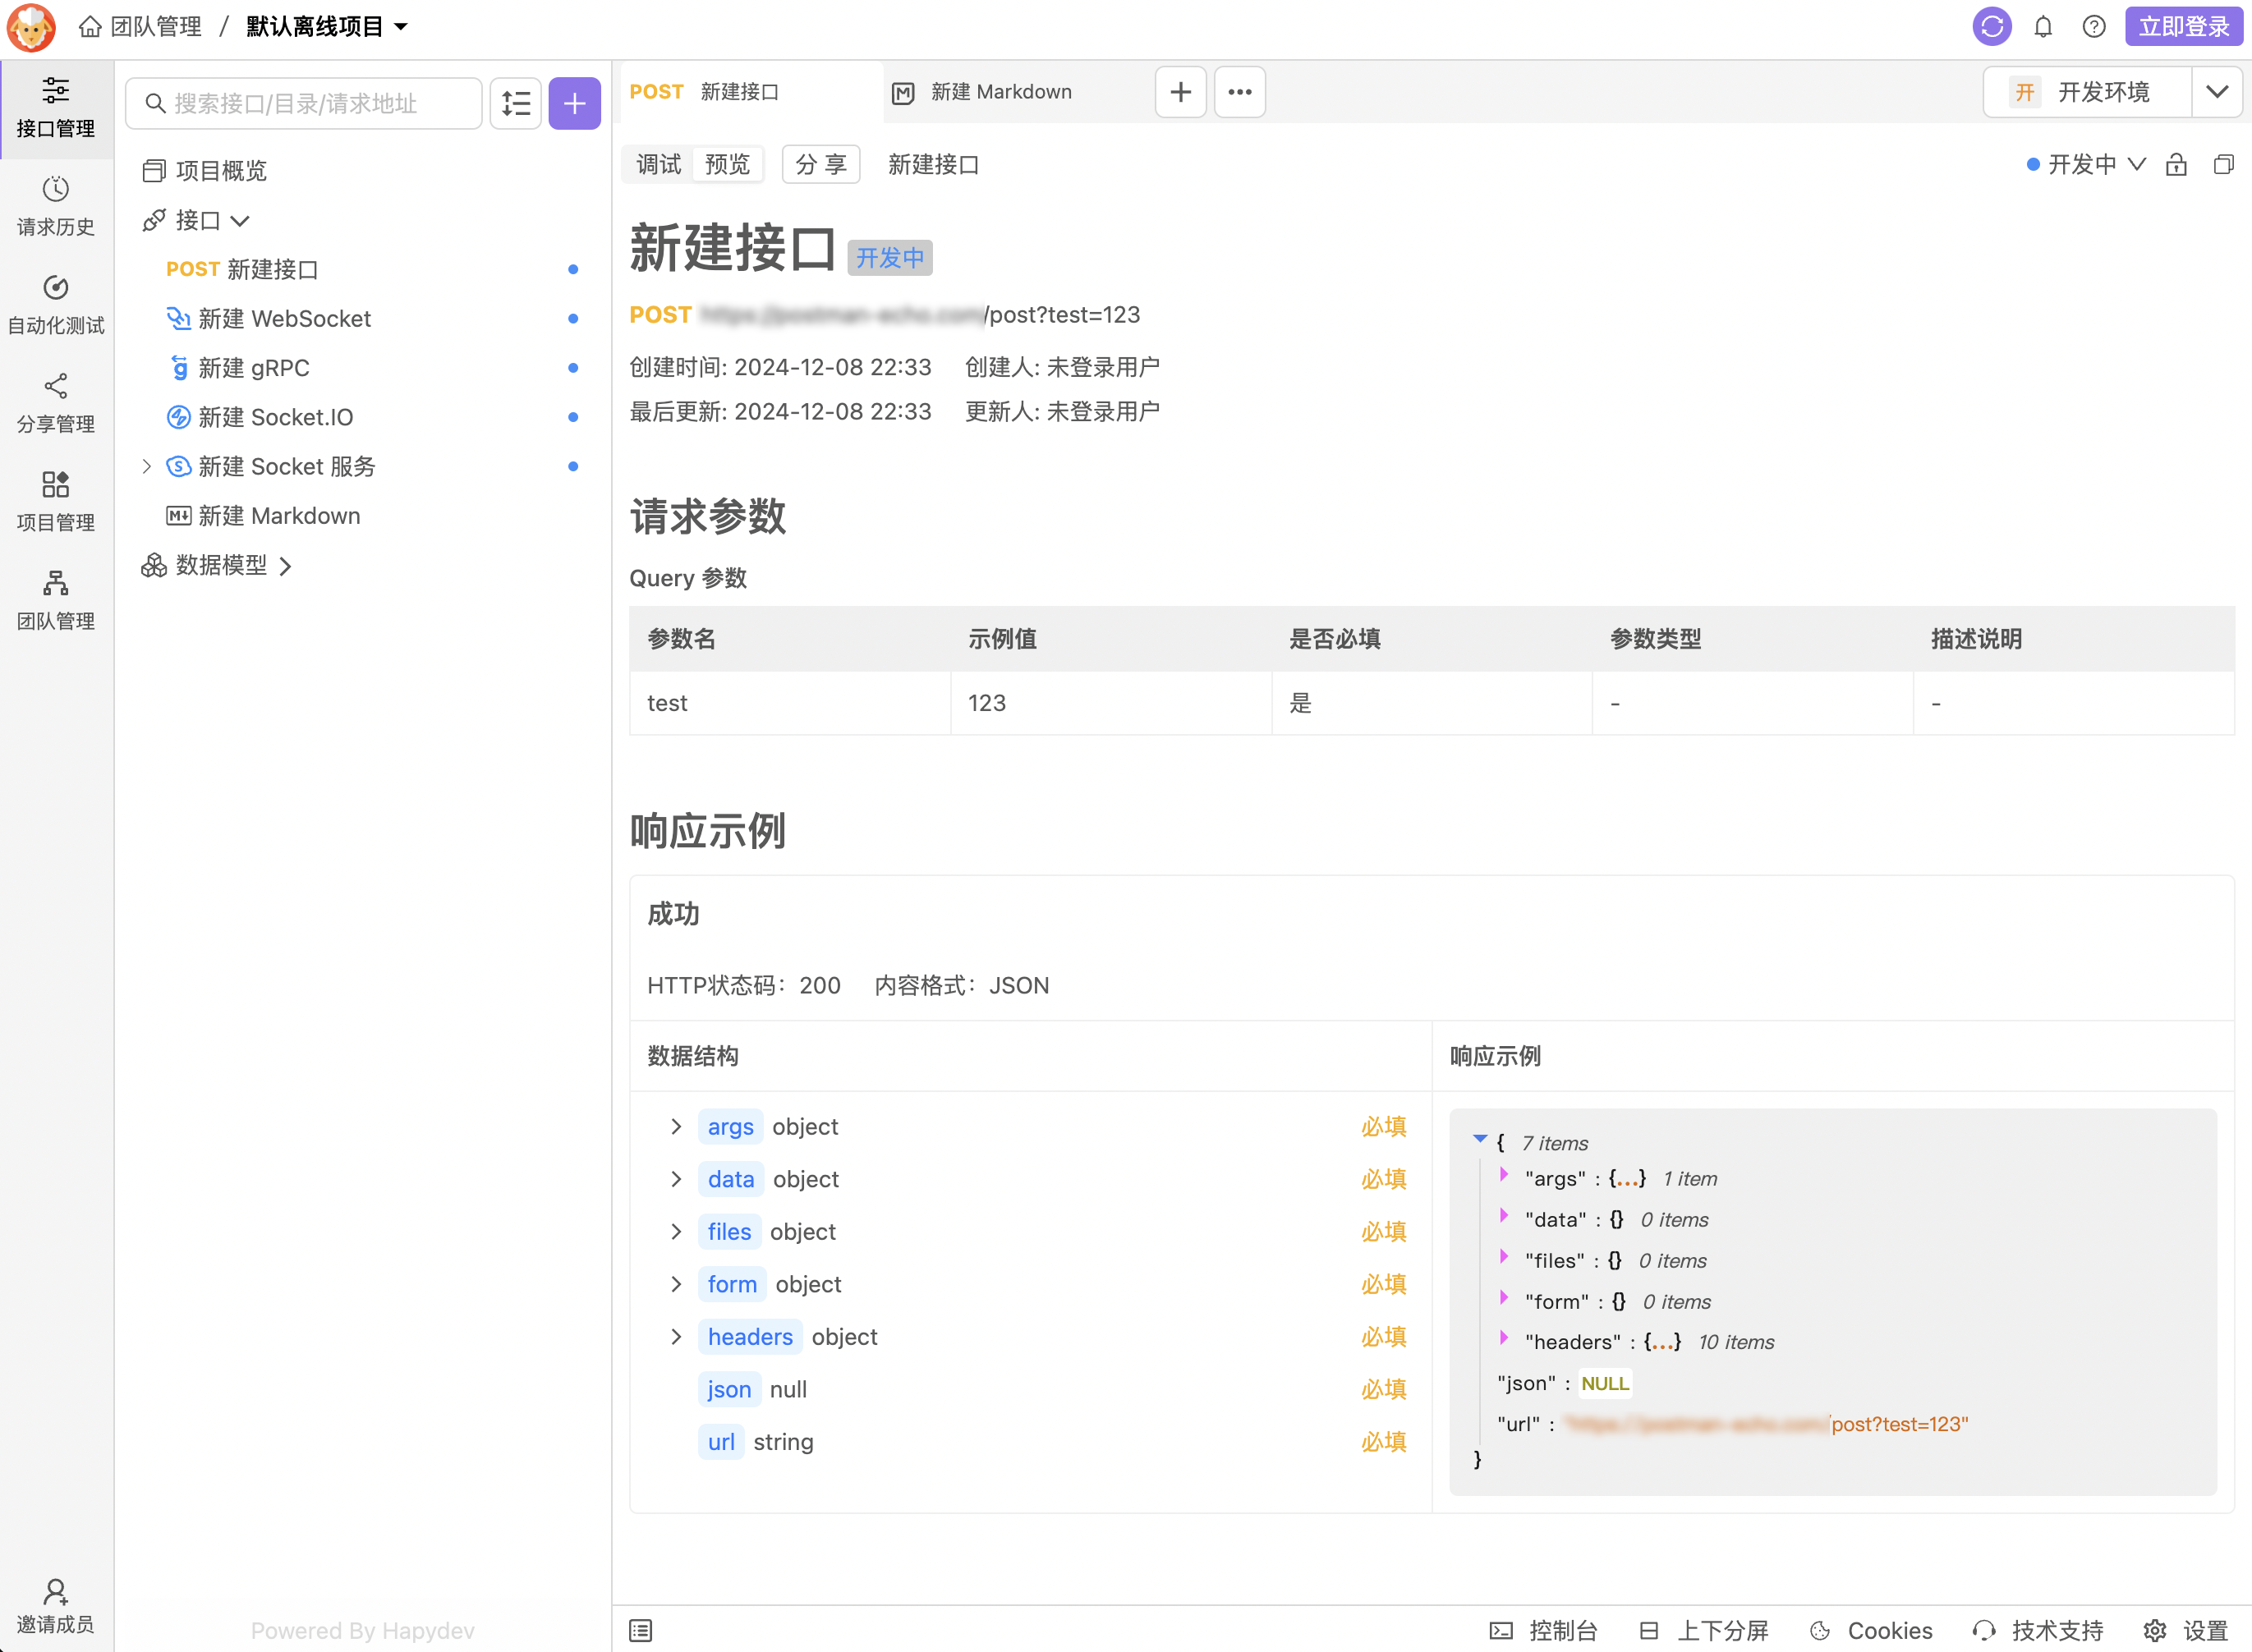 团队管理 / 默认离线项目
立即登录
接口管理
请求历史
自动化测试
分享管理
项目管理
团队管理
邀请成员
搜索接口/目录/请求地址
项目概览
接口
POST 新建接口
新建 WebSocket
新建 gRPC
新建 Socket.IO
新建 Socket 服务
新建 Markdown
数据模型
Powered By Hapydev
POST 新建接口
新建 Markdown
开 开发环境
调试 预览 分 享 新建接口
开发中
新建接口 开发中
POST /post?test=123
创建时间: 2024-12-08 22:33 创建人: 未登录用户
最后更新: 2024-12-08 22:33 更新人: 未登录用户
请求参数
Query 参数
参数名 示例值 是否必填 参数类型 描述说明
test 123 是 - -
响应示例
成功
HTTP状态码：200 内容格式：JSON
数据结构
args object 必填
data object 必填
files object 必填
form object 必填
headers object 必填
json null 必填
url string 必填
响应示例
{ 7 items
"args" : {...} 1 item
"data" : {} 0 items
"files" : {} 0 items
"form" : {} 0 items
"headers" : {...} 10 items
"json" : NULL
"url" : /post?test=123"
}
控制台 上下分屏 Cookies 技术支持 设置